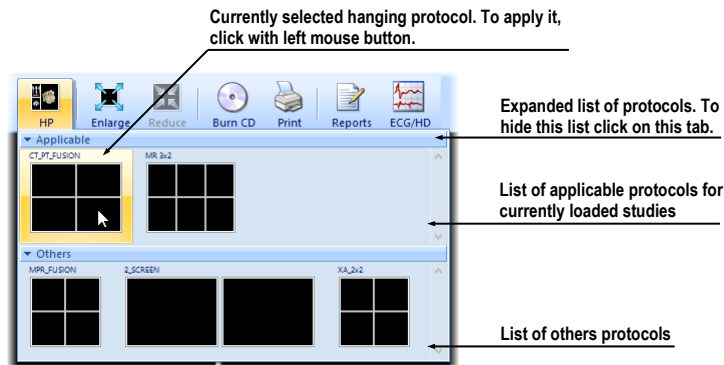 Currently selected hanging protocol. To apply it,
click with left mouse button.
HP
Enlarge
Reduce
Burn CD
Print
Reports
ECG/HD
Expanded list of protocols. To
hide this list click on this tab.
Applicable
CT_PT_FUSION
MR 3x2
List of applicable protocols for
currently loaded studies
Others
MPR_FUSION
2_SCREEN
XA_2x2
List of others protocols